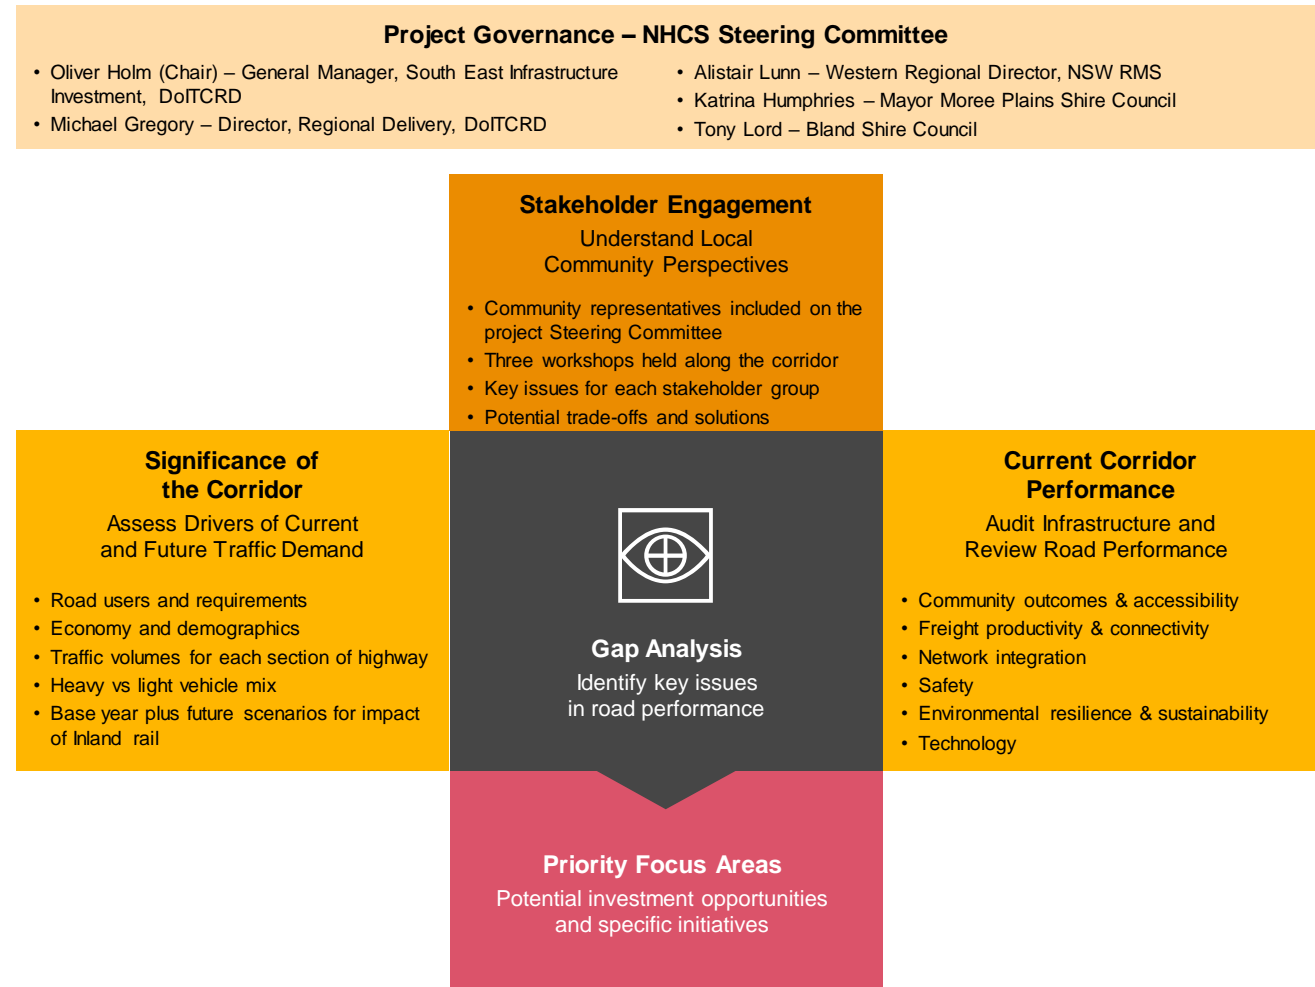 Project Governance – NHCS Steering Committee
• Oliver Holm (Chair) – General Manager, South East Infrastructure
Investment, DoITCRD
• Michael Gregory – Director, Regional Delivery, DoITCRD
• Alistair Lunn – Western Regional Director, NSW RMS
• Katrina Humphries – Mayor Moree Plains Shire Council
• Tony Lord – Bland Shire Council
Stakeholder Engagement
Understand Local
Community Perspectives
• Community representatives included on the
project Steering Committee
• Three workshops held along the corridor
• Key issues for each stakeholder group
• Potential trade-offs and solutions
Significance of
the Corridor
Assess Drivers of Current
and Future Traffic Demand
• Road users and requirements
• Economy and demographics
• Traffic volumes for each section of highway
• Heavy vs light vehicle mix
• Base year plus future scenarios for impact
of Inland rail
Gap Analysis
Identify key issues
in road performance
Current Corridor
Performance
Audit Infrastructure and
Review Road Performance
• Community outcomes & accessibility
• Freight productivity & connectivity
• Network integration
• Safety
• Environmental resilience & sustainability
• Technology
Priority Focus Areas
Potential investment opportunities
and specific initiatives